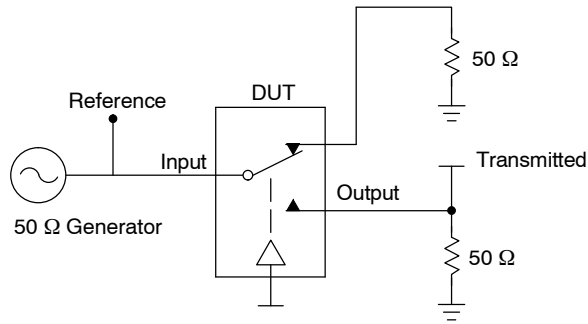 50 Ω
Reference
DUT
Input
Transmitted
Output
50 Ω Generator
50 Ω